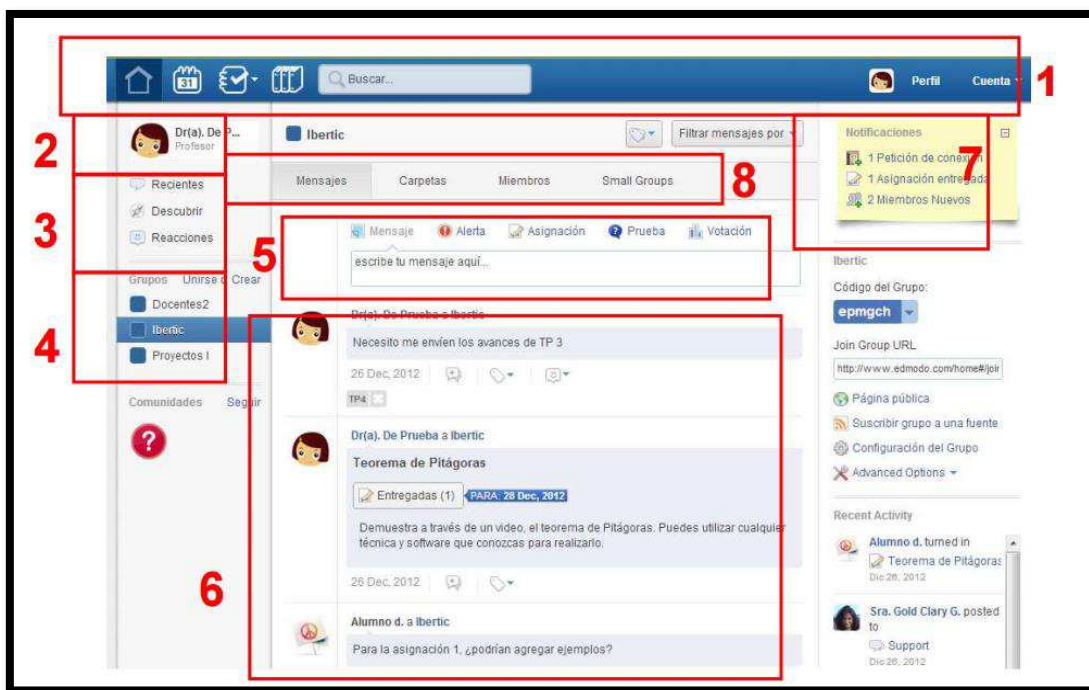 31
Buscar...
Perfil
Cuenta
1
2
Dr(a). De P...
Profesor
Recientes
Descubrir
Reacciones
3
Grupos Unirse o Crear
Docentes2
Ibertic
Proyectos I
4
Comunidades Seguir
?
Ibertic
Filtrar mensajes por
Mensajes Carpetas Miembros Small Groups
8
Mensaje Alerta Asignación Prueba Votación
escribe tu mensaje aquí...
5
Dr(a). De Prueba a Ibertic
Necesito me envíen los avances de TP 3
26 Dec, 2012
TP4
Dr(a). De Prueba a Ibertic
Teorema de Pitágoras
Entregadas (1) PARA: 28 Dec, 2012
Demuestra a través de un video, el teorema de Pitágoras. Puedes utilizar cualquier
técnica y software que conozcas para realizarlo.
26 Dec, 2012
6
Alumno d. a Ibertic
Para la asignación 1, ¿podrían agregar ejemplos?
Notificaciones
1 Petición de conexión
1 Asignación entregada
2 Miembros Nuevos
7
Ibertic
Código del Grupo:
epmgch
Join Group URL
http://www.edmodo.com/home#/join
Página pública
Suscribir grupo a una fuente
Configuración del Grupo
Advanced Options
Recent Activity
Alumno d. turned in
Teorema de Pitágoras
Dic 26, 2012
Sra. Gold Clary G. posted
to
Support
Dic 26, 2012